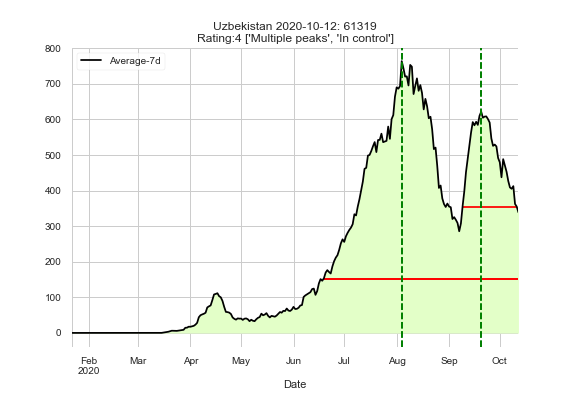 Uzbekistan 2020-10-12: 61319
Rating:4 ['Multiple peaks', 'In control']
Average-7d
800
700
600
500
400
300
200
100
0
Feb Mar Apr May Jun Jul Aug Sep Oct
2020
Date